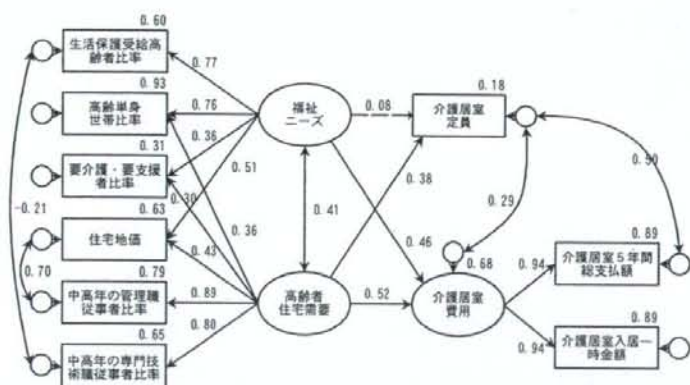 0.60
生活保護受給高
齢者比率
0.93
高齢単身
世帯比率
0.31
要介護・要支援
者比率
0.63
住宅地価
0.79
中高年の管理職
従事者比率
0.65
中高年の専門技
術職従事者比率
-0.21
0.70
0.77
0.76
0.36
0.51
0.30
0.36
0.43
0.89
0.80
福祉
ニーズ
0.41
高齢者
住宅需要
0.08
0.38
0.46
0.52
0.18
介護居室
定員
0.29
0.68
介護居室
費用
0.94
0.94
0.89
介護居室5年間
総支払額
0.89
介護居室入居一
時金額